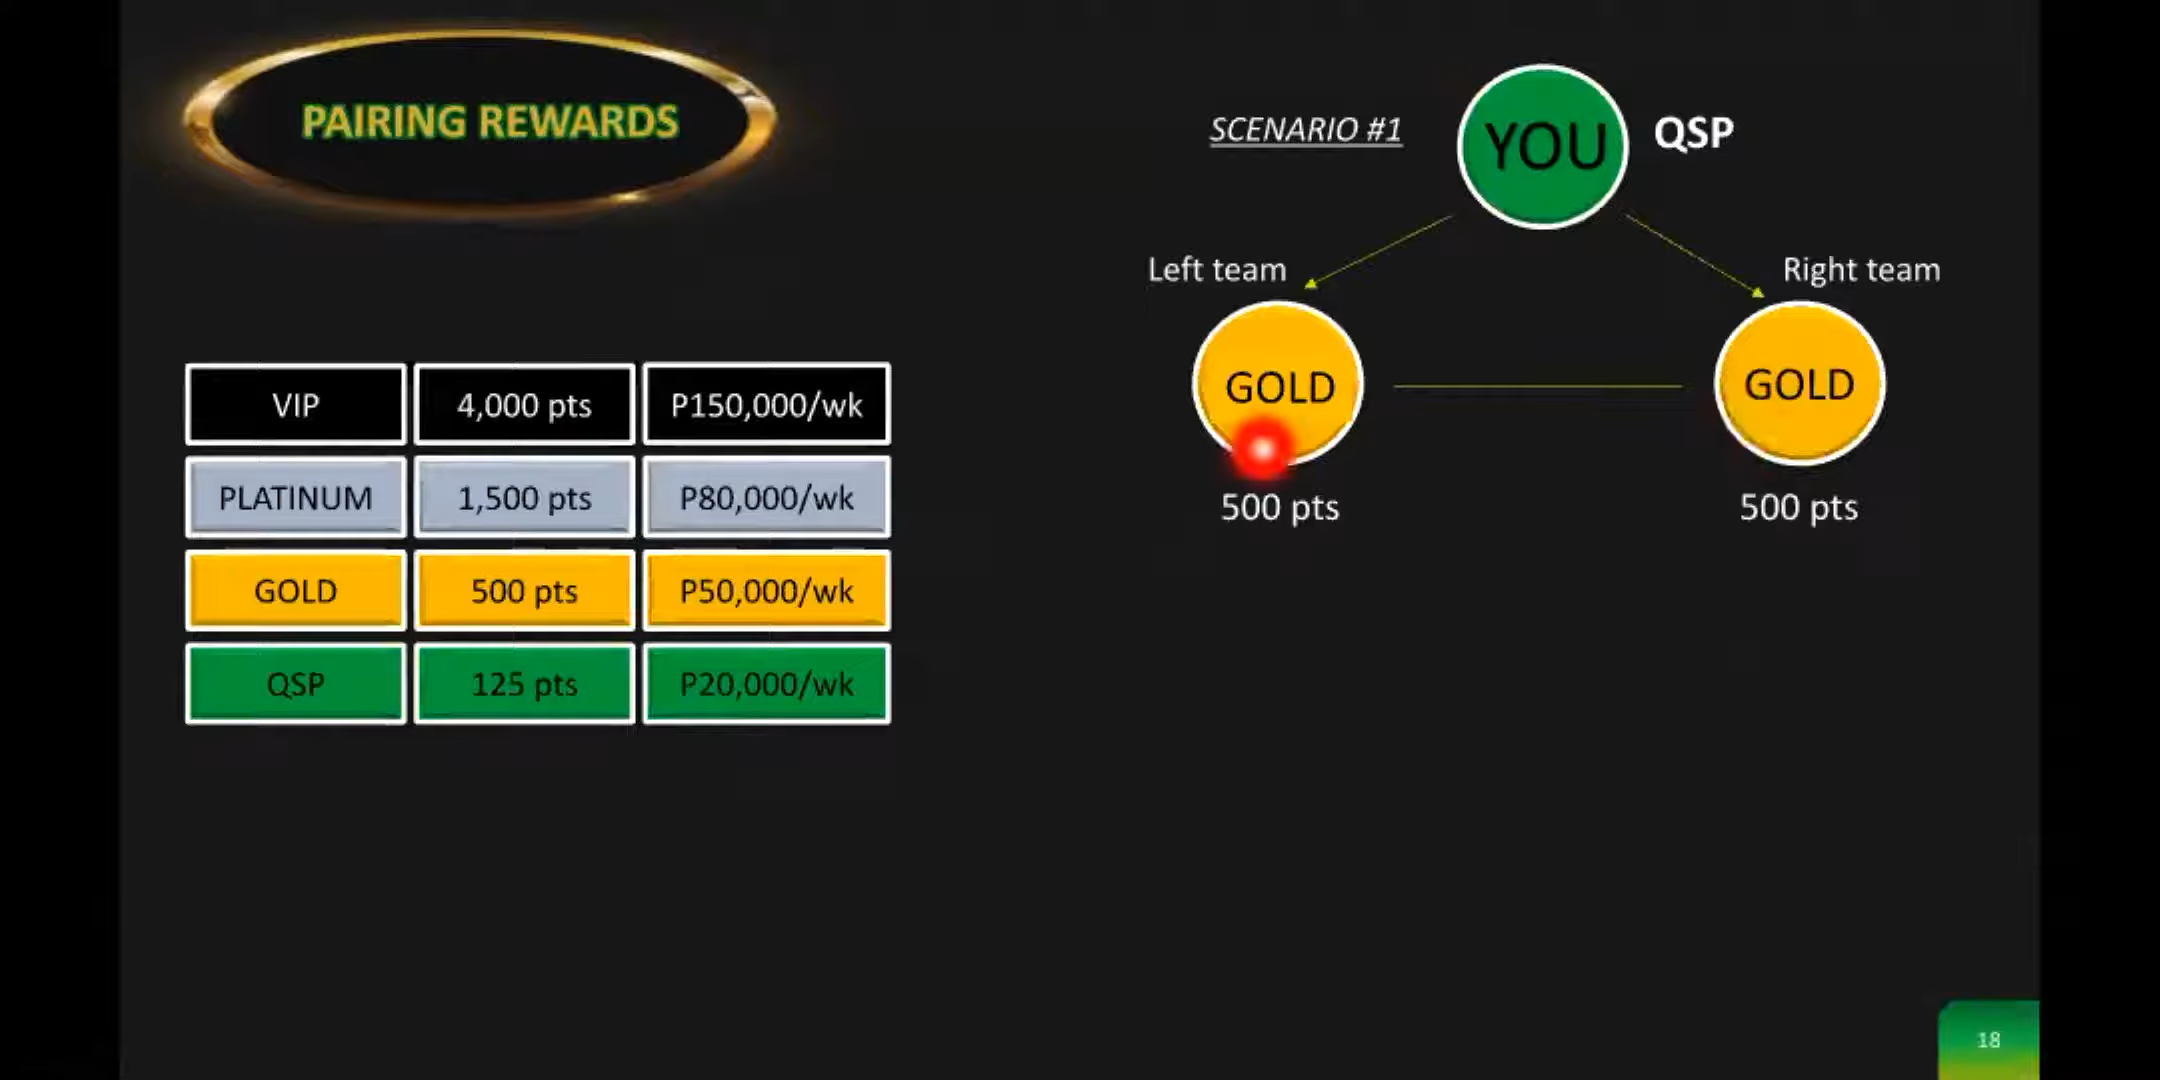 PAIRING REWARDS
SCENARIO #1
YOU
QSP
Left team
Right team
GOLD
GOLD
500 pts
500 pts
VIP 4,000 pts P150,000/wk
PLATINUM 1,500 pts P80,000/wk
GOLD 500 pts P50,000/wk
QSP 125 pts P20,000/wk
18